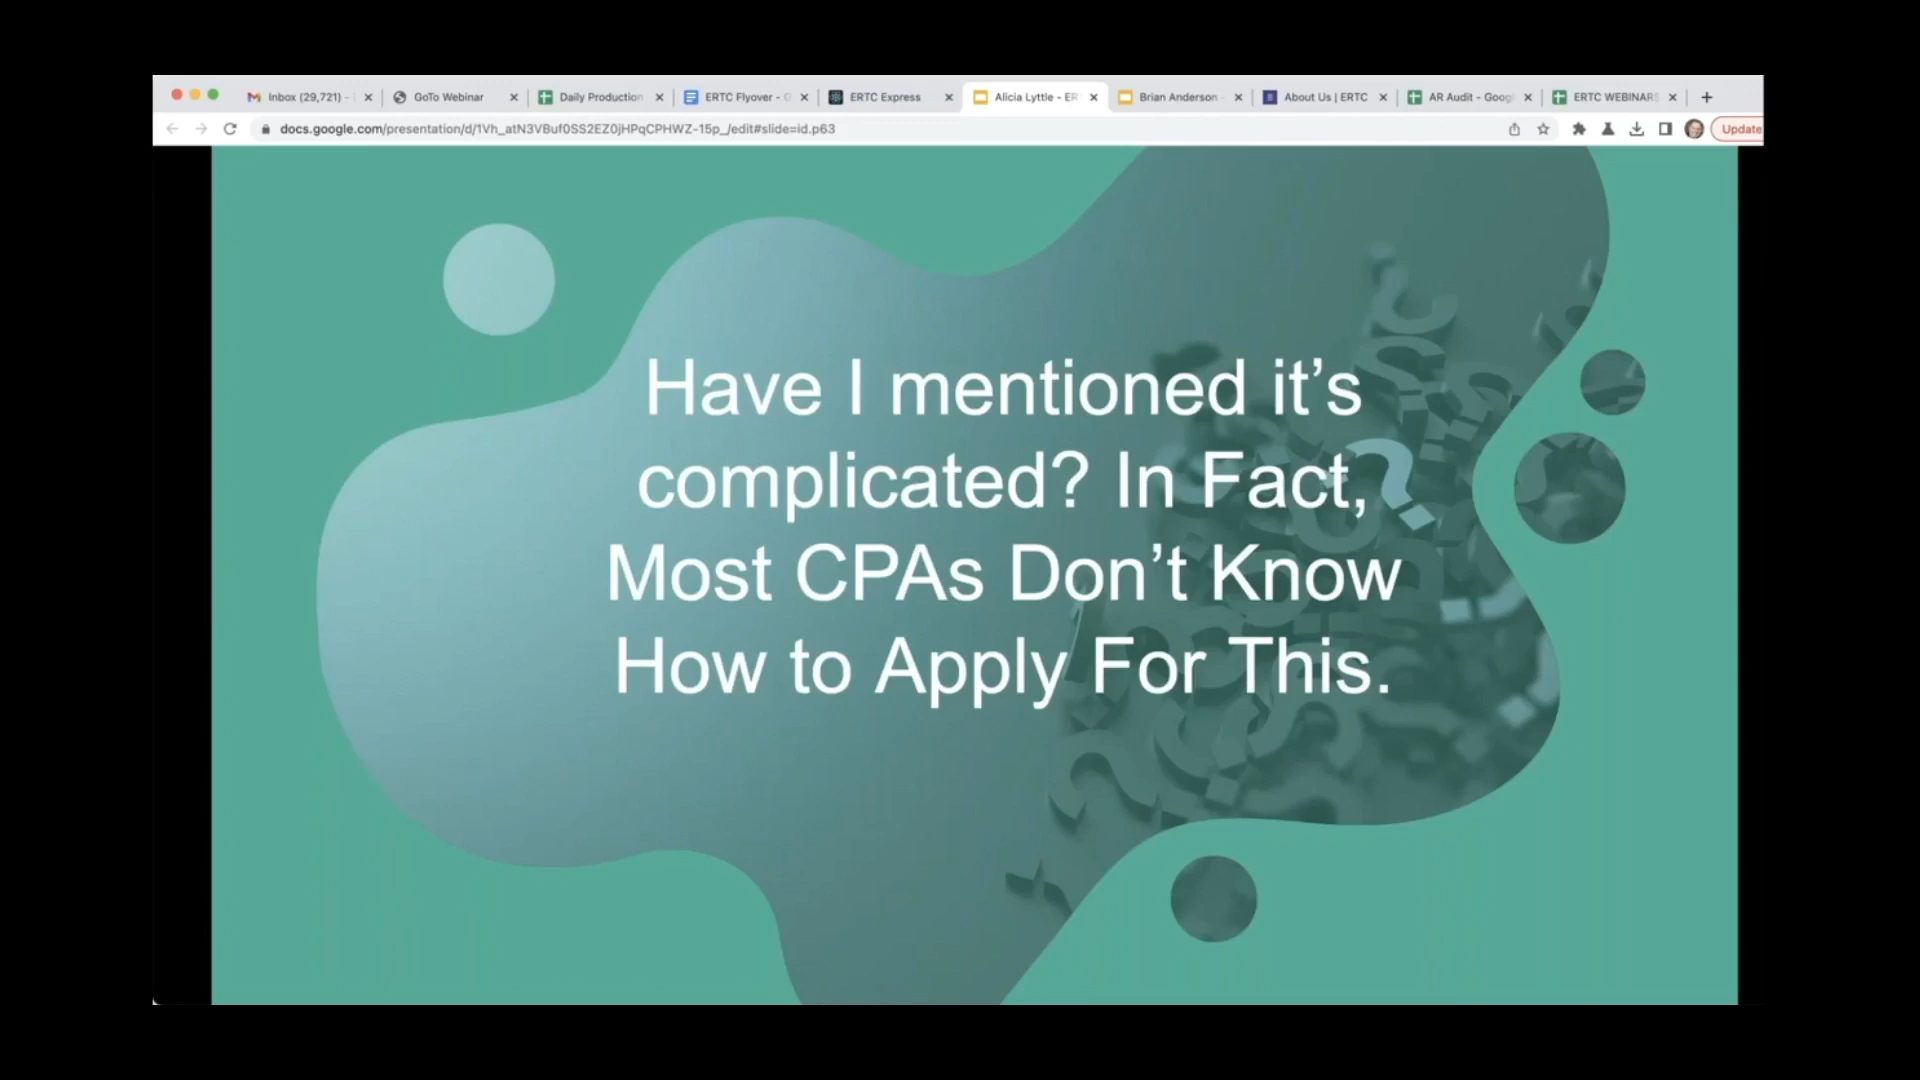 Inbox (29,721) -
GoTo Webinar
Daily Production
ERTC Flyover - G
ERTC Express
Alicia Lyttle - ER
Brian Anderson -
About Us | ERTC
AR Audit - Goog
ERTC WEBINARS
docs.google.com/presentation/d/1Vh_atN3VBuf0SS2EZ0jHPqCPHWZ-15p_/edit#slide=id.p63
Update
Have I mentioned it’s
complicated? In Fact,
Most CPAs Don’t Know
How to Apply For This.